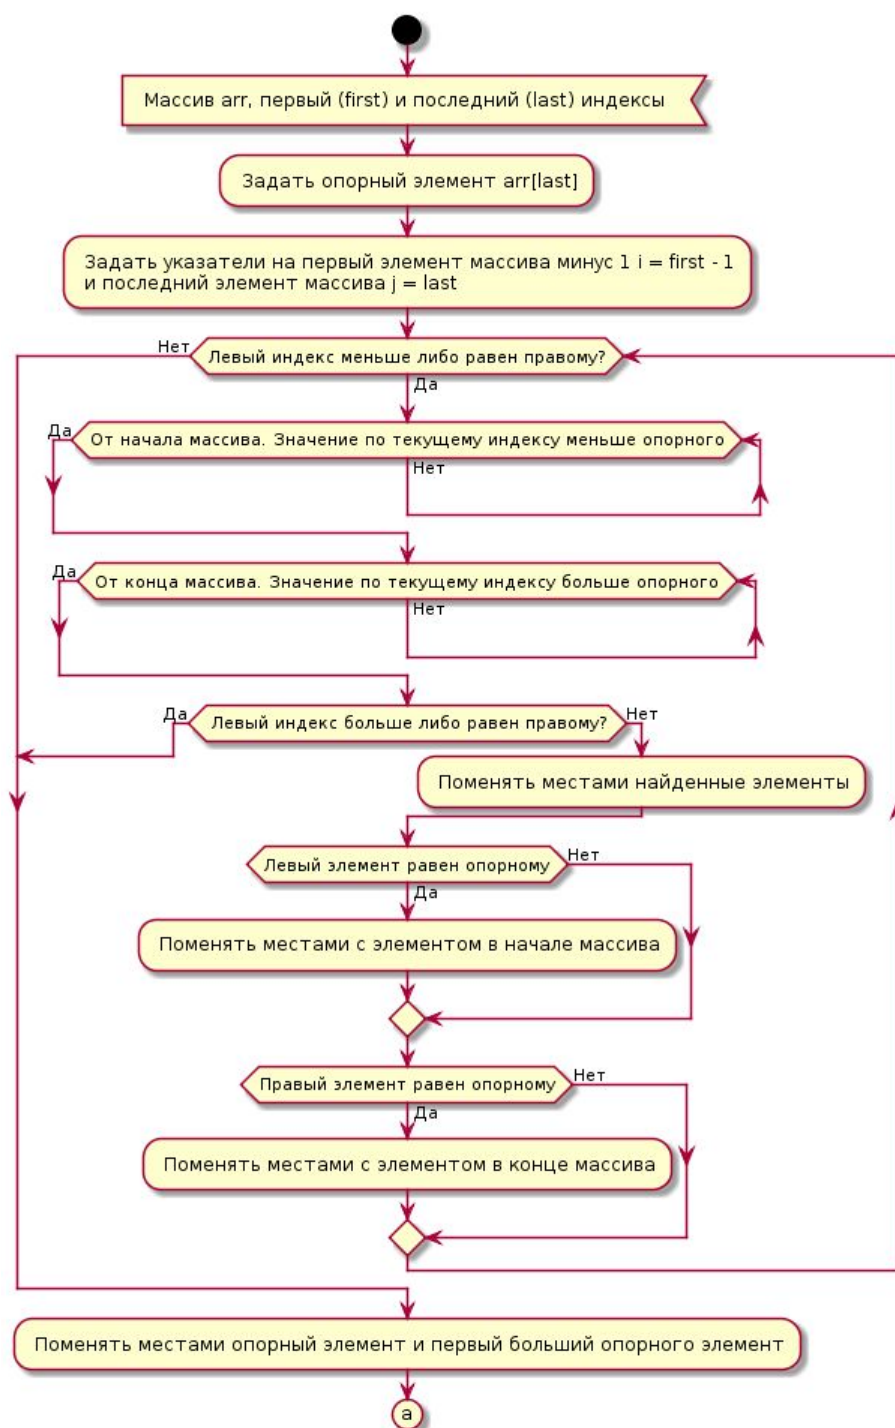 Массив arr, первый (first) и последний (last) индексы
Задать опорный элемент arr[last]
Задать указатели на первый элемент массива минус 1 i = first - 1
и последний элемент массива j = last
Нет
Левый индекс меньше либо равен правому?
Да
Да
От начала массива. Значение по текущему индексу меньше опорного
Нет
Да
От конца массива. Значение по текущему индексу больше опорного
Нет
Да
Левый индекс больше либо равен правому?
Нет
Поменять местами найденные элементы
Левый элемент равен опорному
Нет
Да
Поменять местами с элементом в начале массива
Правый элемент равен опорному
Нет
Да
Поменять местами с элементом в конце массива
Поменять местами опорный элемент и первый больший опорного элемент
a